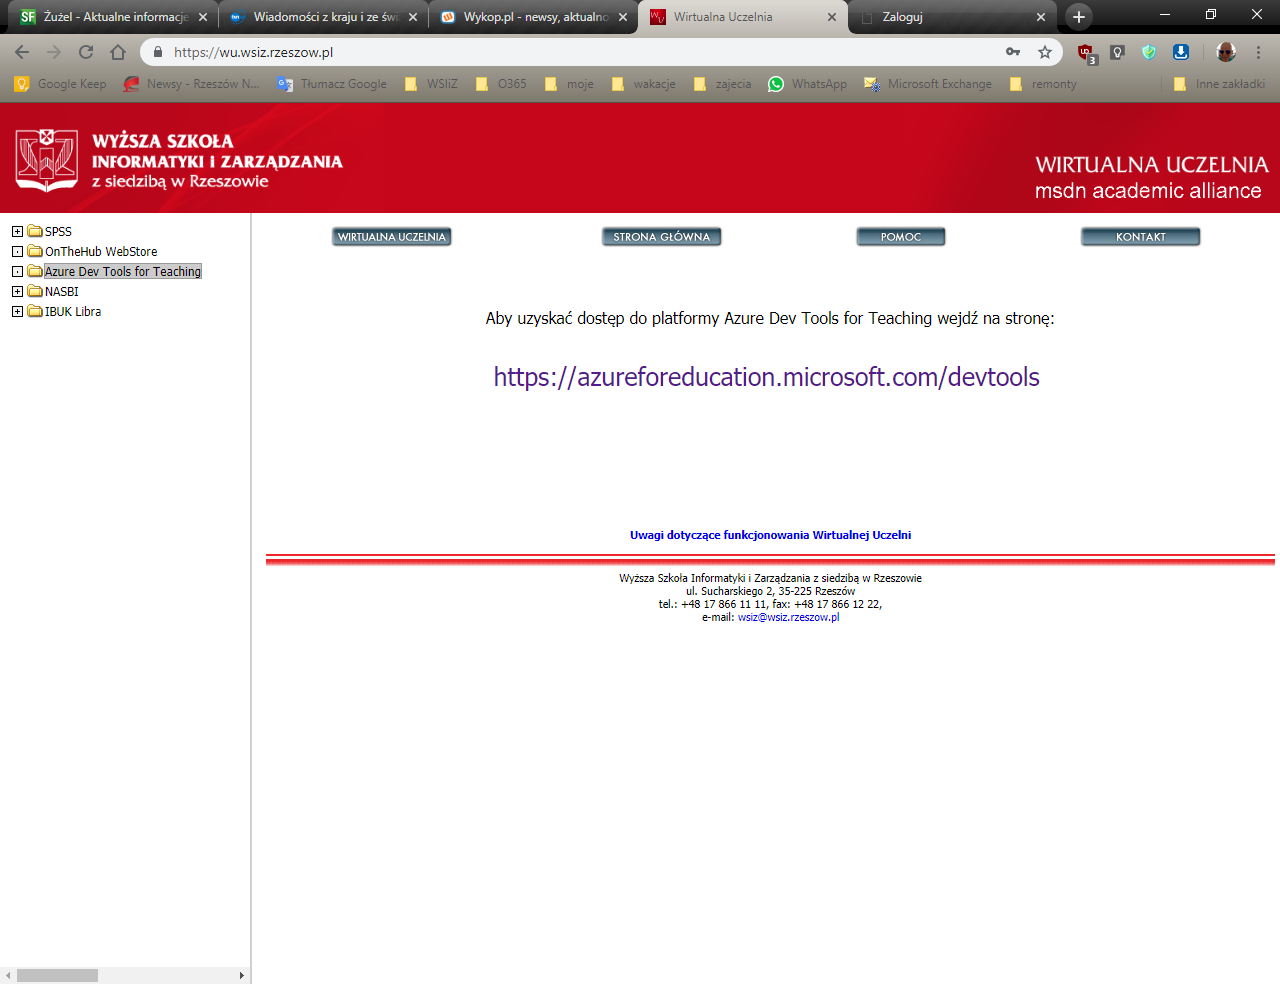 Żużel - Aktualne informacje
Wiadomości z kraju i ze świ
Wykop.pl - newsy, aktualno
Wirtualna Uczelnia
Zaloguj
https://wu.wsiz.rzeszow.pl
3
Google Keep
Newsy - Rzeszów N...
Tłumacz Google
WSIiZ
O365
moje
wakacje
zajecia
WhatsApp
Microsoft Exchange
remonty
Inne zakładki
WYŻSZA SZKOŁA
INFORMATYKI i ZARZĄDZANIA
z siedzibą w Rzeszowie
WIRTUALNA UCZELNIA
msdn academic alliance
SPSS
OnTheHub WebStore
Azure Dev Tools for Teaching
NASBI
IBUK Libra
WIRTUALNA UCZELNIA
STRONA GŁÓWNA
POMOC
KONTAKT
Aby uzyskać dostęp do platformy Azure Dev Tools for Teaching wejdź na stronę:
https://azureforeducation.microsoft.com/devtools
Uwagi dotyczące funkcjonowania Wirtualnej Uczelni
Wyższa Szkoła Informatyki i Zarządzania z siedzibą w Rzeszowie
ul. Sucharskiego 2, 35-225 Rzeszów
tel.: +48 17 866 11 11, fax: +48 17 866 12 22,
e-mail: wsiz@wsiz.rzeszow.pl